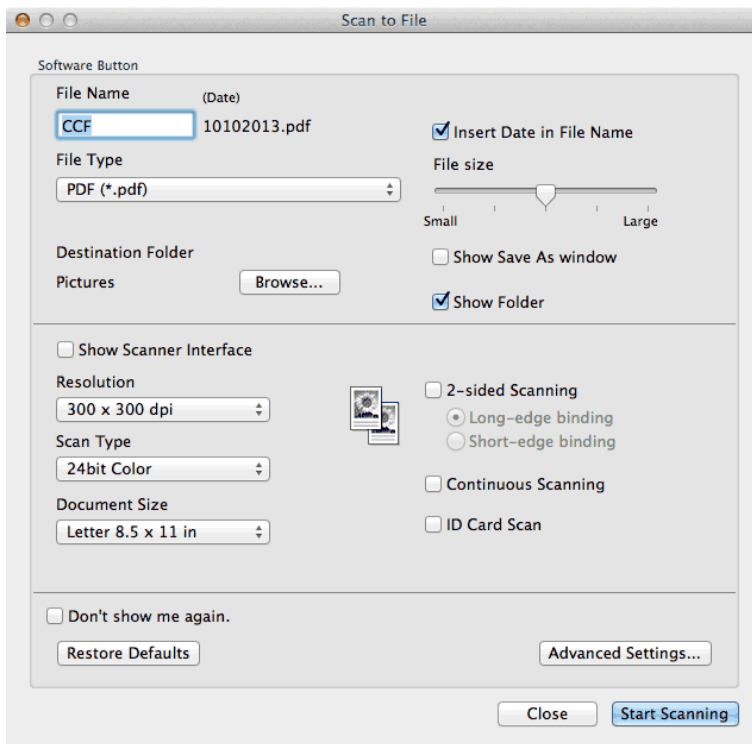 Scan to File
Software Button
File Name (Date)
CCF 10102013.pdf
Insert Date in File Name
File Type
PDF (*.pdf)
File size
Small Large
Destination Folder
Pictures Browse...
Show Save As window
Show Folder
Show Scanner Interface
Resolution
300 x 300 dpi
Scan Type
24bit Color
Document Size
Letter 8.5 x 11 in
2-sided Scanning
Long-edge binding
Short-edge binding
Continuous Scanning
ID Card Scan
Don't show me again.
Restore Defaults Advanced Settings...
Close Start Scanning